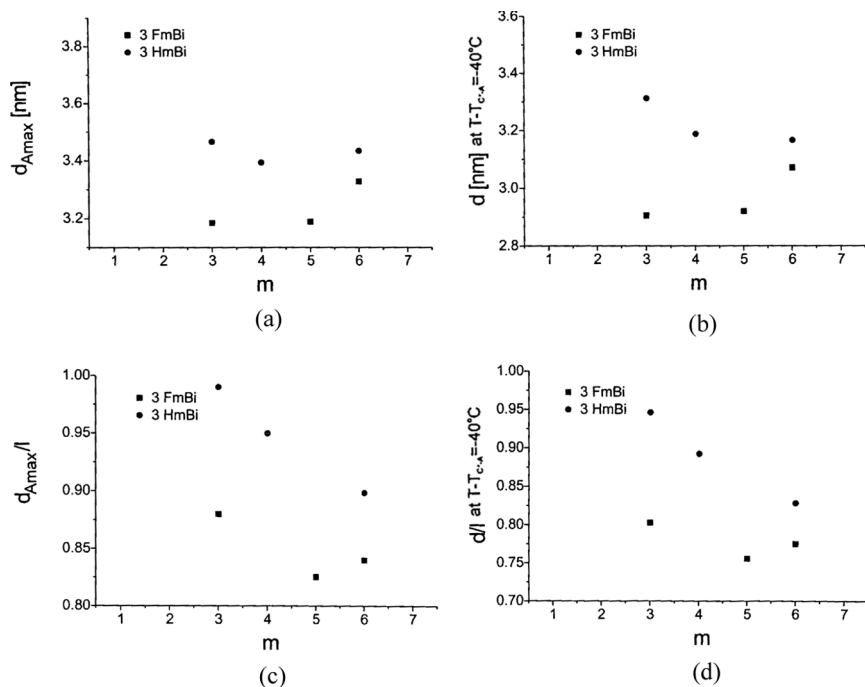 3.8
3.6
3.4
3.2
d_Amax [nm]
3 FmBi
3 HmBi
1 2 3 4 5 6 7
m
(a)
3.6
3.4
3.2
3.0
2.8
d [nm] at T-T_C*-A=-40°C
3 FmBi
3 HmBi
1 2 3 4 5 6 7
m
(b)
1.00
0.95
0.90
0.85
0.80
d_Amax/l
3 FmBi
3 HmBi
1 2 3 4 5 6 7
m
(c)
1.00
0.95
0.90
0.85
0.80
0.75
0.70
d/l at T-T_C*-A=-40°C
3 FmBi
3 HmBi
1 2 3 4 5 6 7
m
(d)